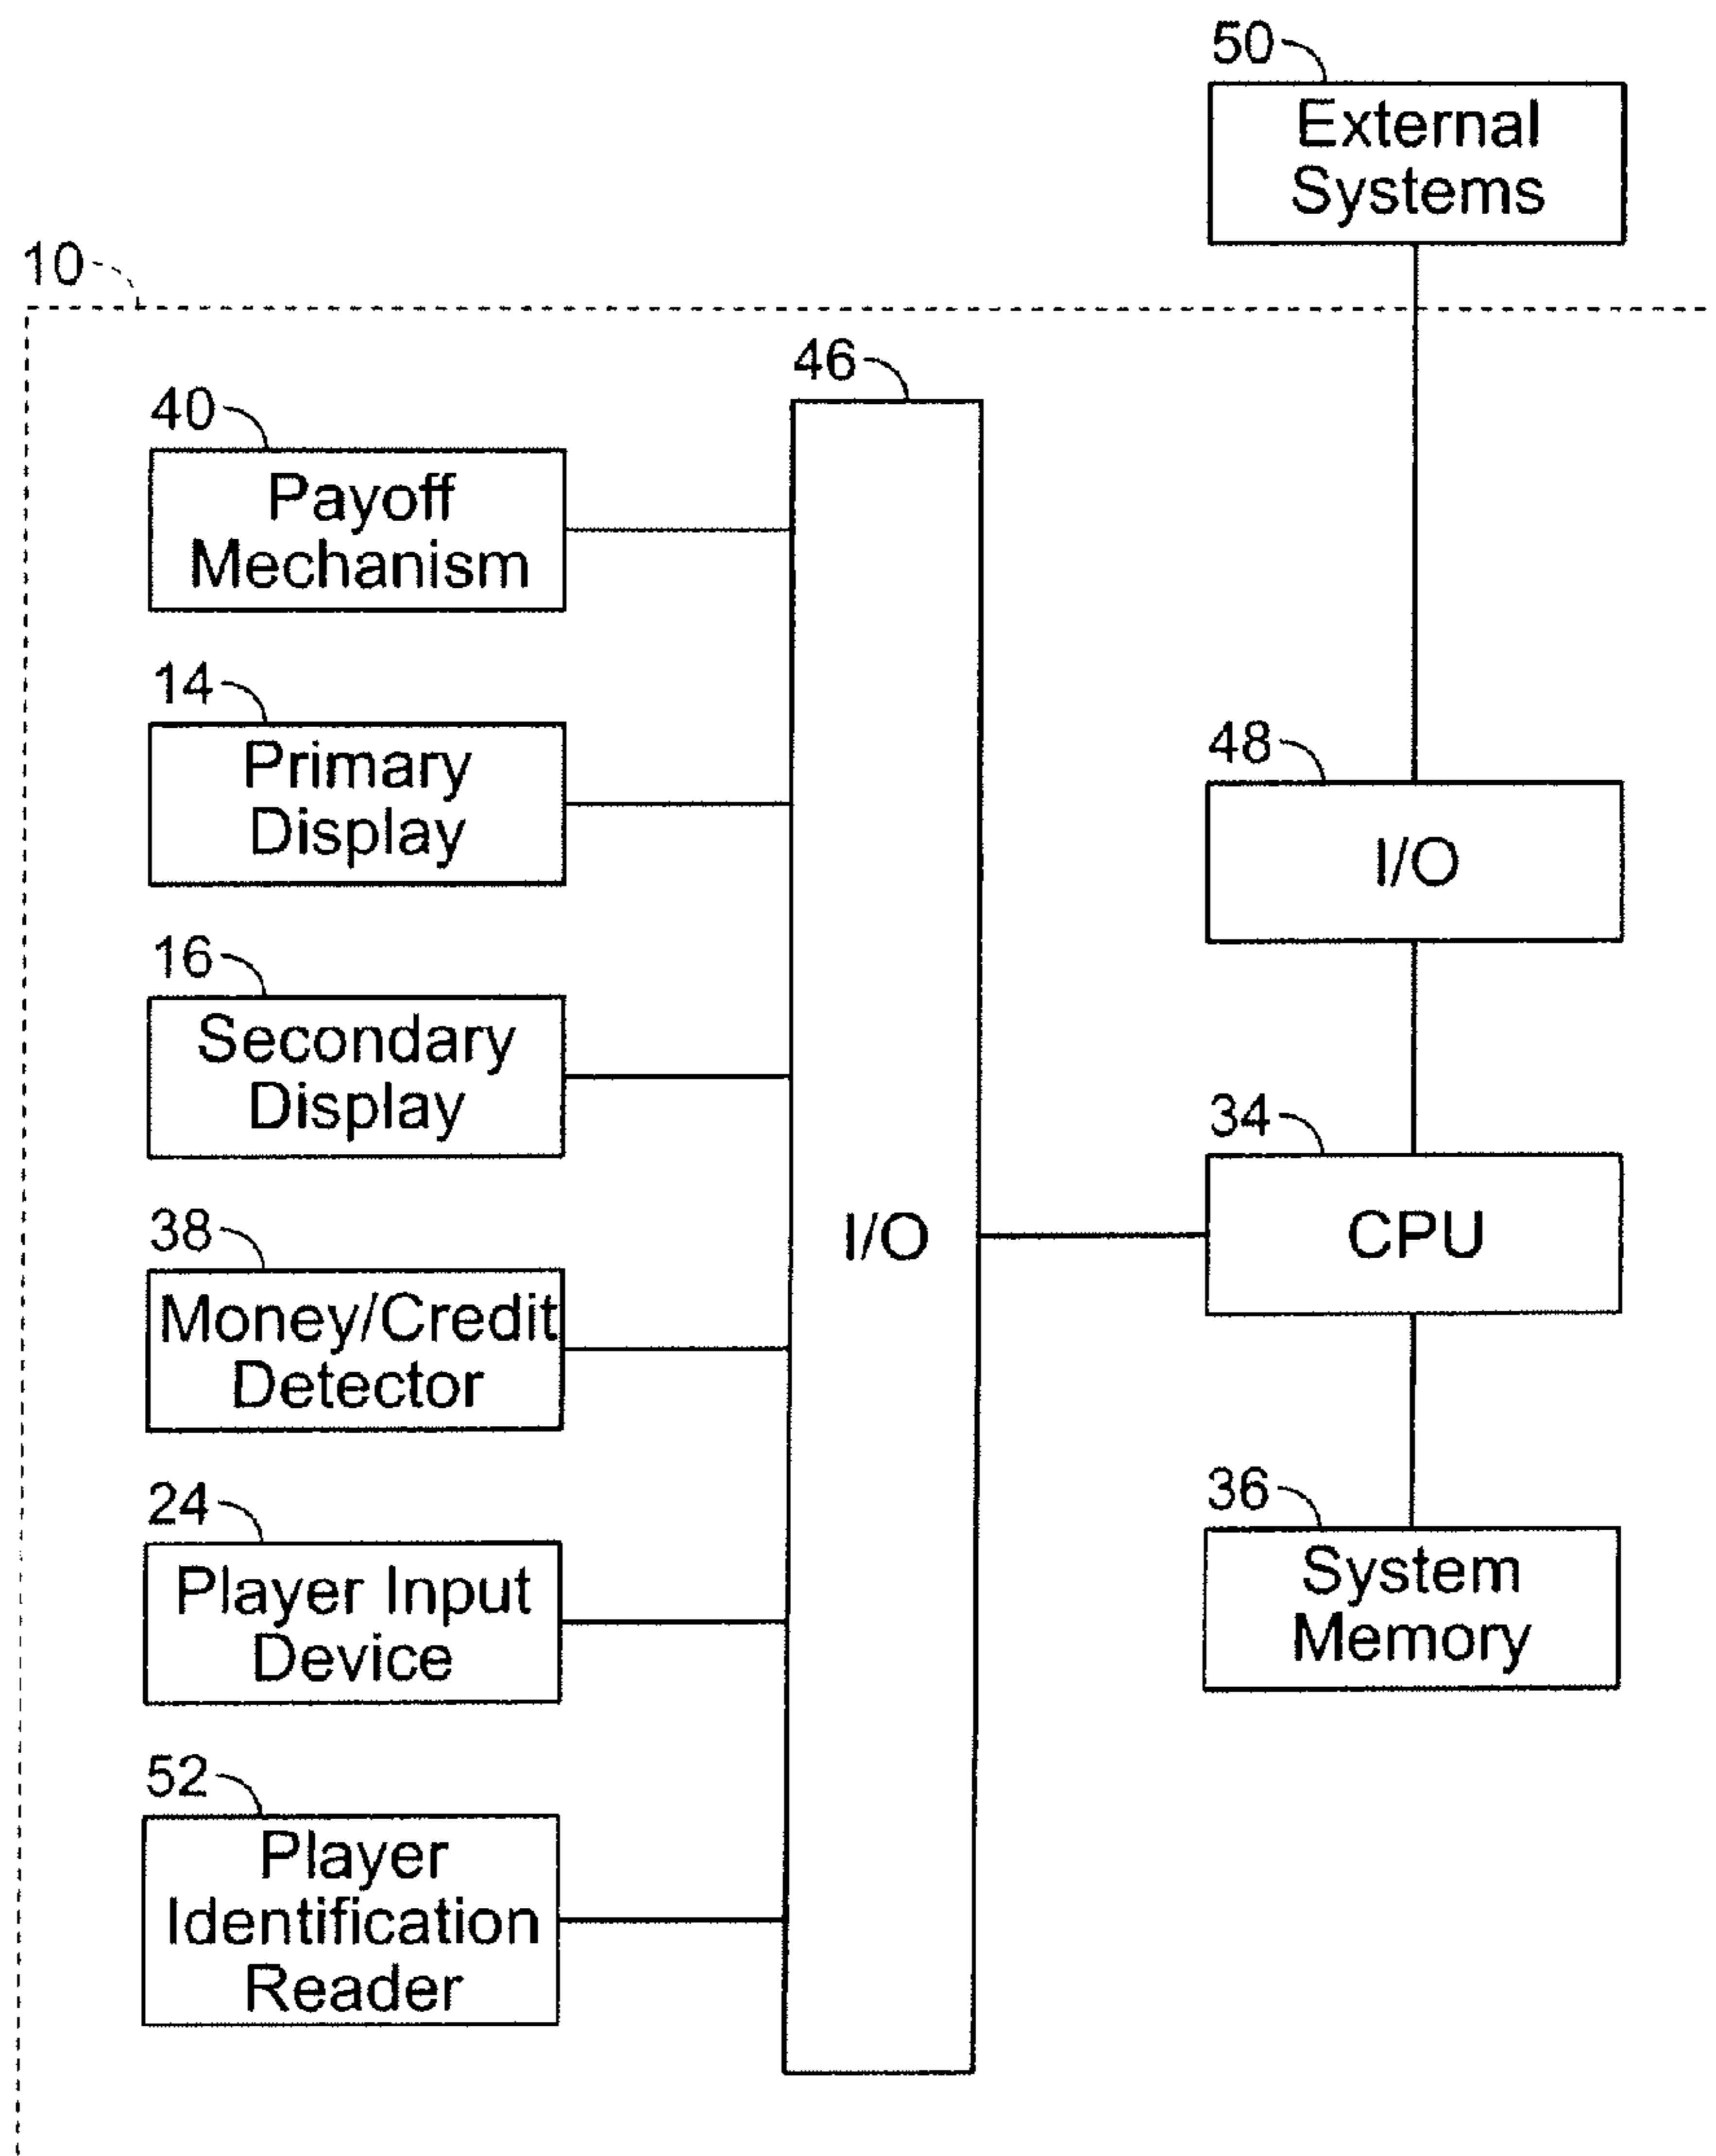 50
External
Systems
10
46
40
Payoff
Mechanism
14
Primary
Display
48
I/O
16
Secondary
Display
34
CPU
38
Money/Credit
Detector
I/O
24
Player Input
Device
36
System
Memory
52
Player
Identification
Reader